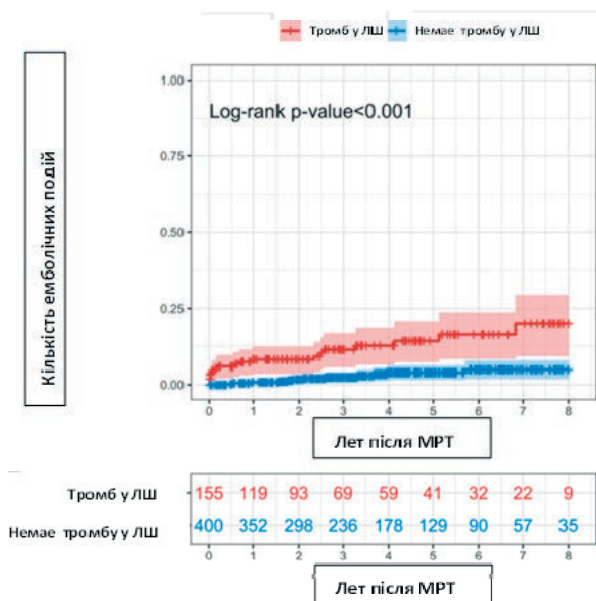 Тромб у ЛШ Немае тромбу у ЛШ
Кількість емболічних подій
Log-rank p-value<0.001
1.00
0.75
0.50
0.25
0.00
0 1 2 3 4 5 6 7 8
Лет після МРТ
Тромб у ЛШ 155 119 93 69 59 41 32 22 9
Немае тромбу у ЛШ 400 352 298 236 178 129 90 57 35
0 1 2 3 4 5 6 7 8
Лет після МРТ